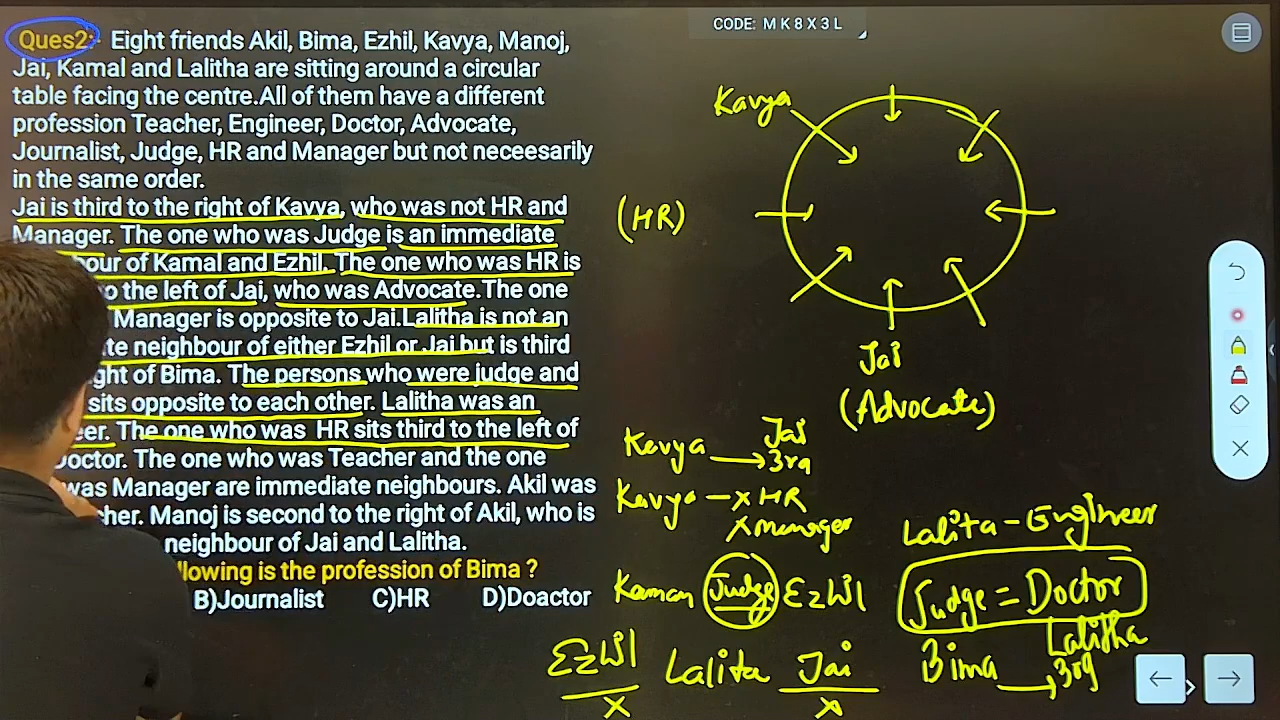 Ques2:- Eight friends Akil, Bima, Ezhil, Kavya, Manoj,
Jai, Kamal and Lalitha are sitting around a circular
table facing the centre.All of them have a different
profession Teacher, Engineer, Doctor, Advocate,
Journalist, Judge, HR and Manager but not neceesarily
in the same order.
Jai is third to the right of Kavya, who was not HR and
Manager. The one who was Judge is an immediate
bour of Kamal and Ezhil. The one who was HR is
o the left of Jai, who was Advocate.The one
Manager is opposite to Jai.Lalitha is not an
te neighbour of either Ezhil or Jai but is third
ght of Bima. The persons who were judge and
sits opposite to each other. Lalitha was an
eer. The one who was HR sits third to the left of
octor. The one who was Teacher and the one
was Manager are immediate neighbours. Akil was
cher. Manoj is second to the right of Akil, who is
neighbour of Jai and Lalitha.
lowing is the profession of Bima ?
B)Journalist C)HR D)Doactor
CODE: MK8X3L
Kavya
(HR)
Jai
(Advocate)
Kavya → Jai 3rd
Kavya - x HR
x manager
Kaman Judge Ezhil
Ezhil Lalita Jai
x x
Lalita - Engineer
Judge = Doctor
Bima → Lalitha 3rd